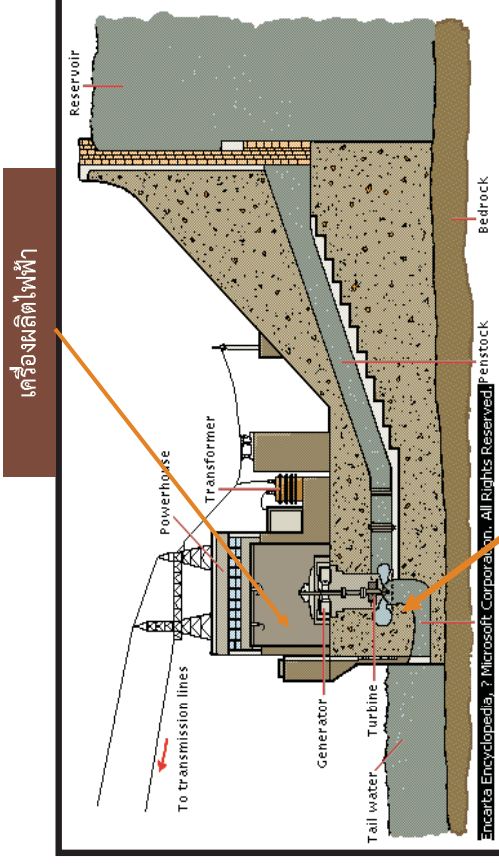 เครื่องผลิตไฟฟ้า
Reservoir
Powerhouse
Transformer
To transmission lines
Generator
Turbine
Tail water
Penstock
Bedrock
Encarta Encyclopedia, ? Microsoft Corporation. All Rights Reserved.